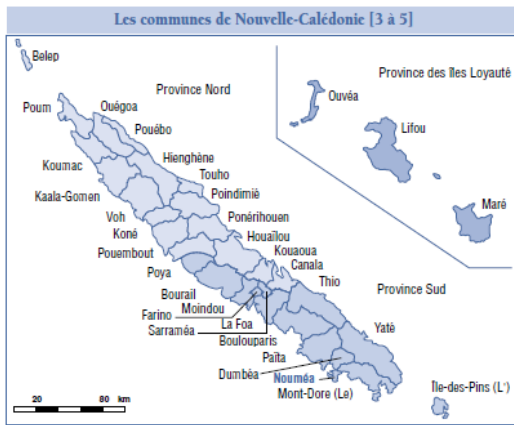 Les communes de Nouvelle-Calédonie [3 à 5]
Belep
Province Nord
Province des îles Loyauté
Ouvéa
Lifou
Maré
Poum
Ouégoa
Pouébo
Koumac
Hienghène
Touho
Kaala-Gomen
Poindimié
Voh
Ponérihouen
Koné
Houaïlou
Pouembout
Kouaoua
Poya
Canala
Thio
Province Sud
Bourail
Moindou
Farino
La Foa
Sarraméa
Boulouparis
Yaté
Païta
Dumbéa
Nouméa
Mont-Dore (Le)
Île-des-Pins (L')
20 80 km